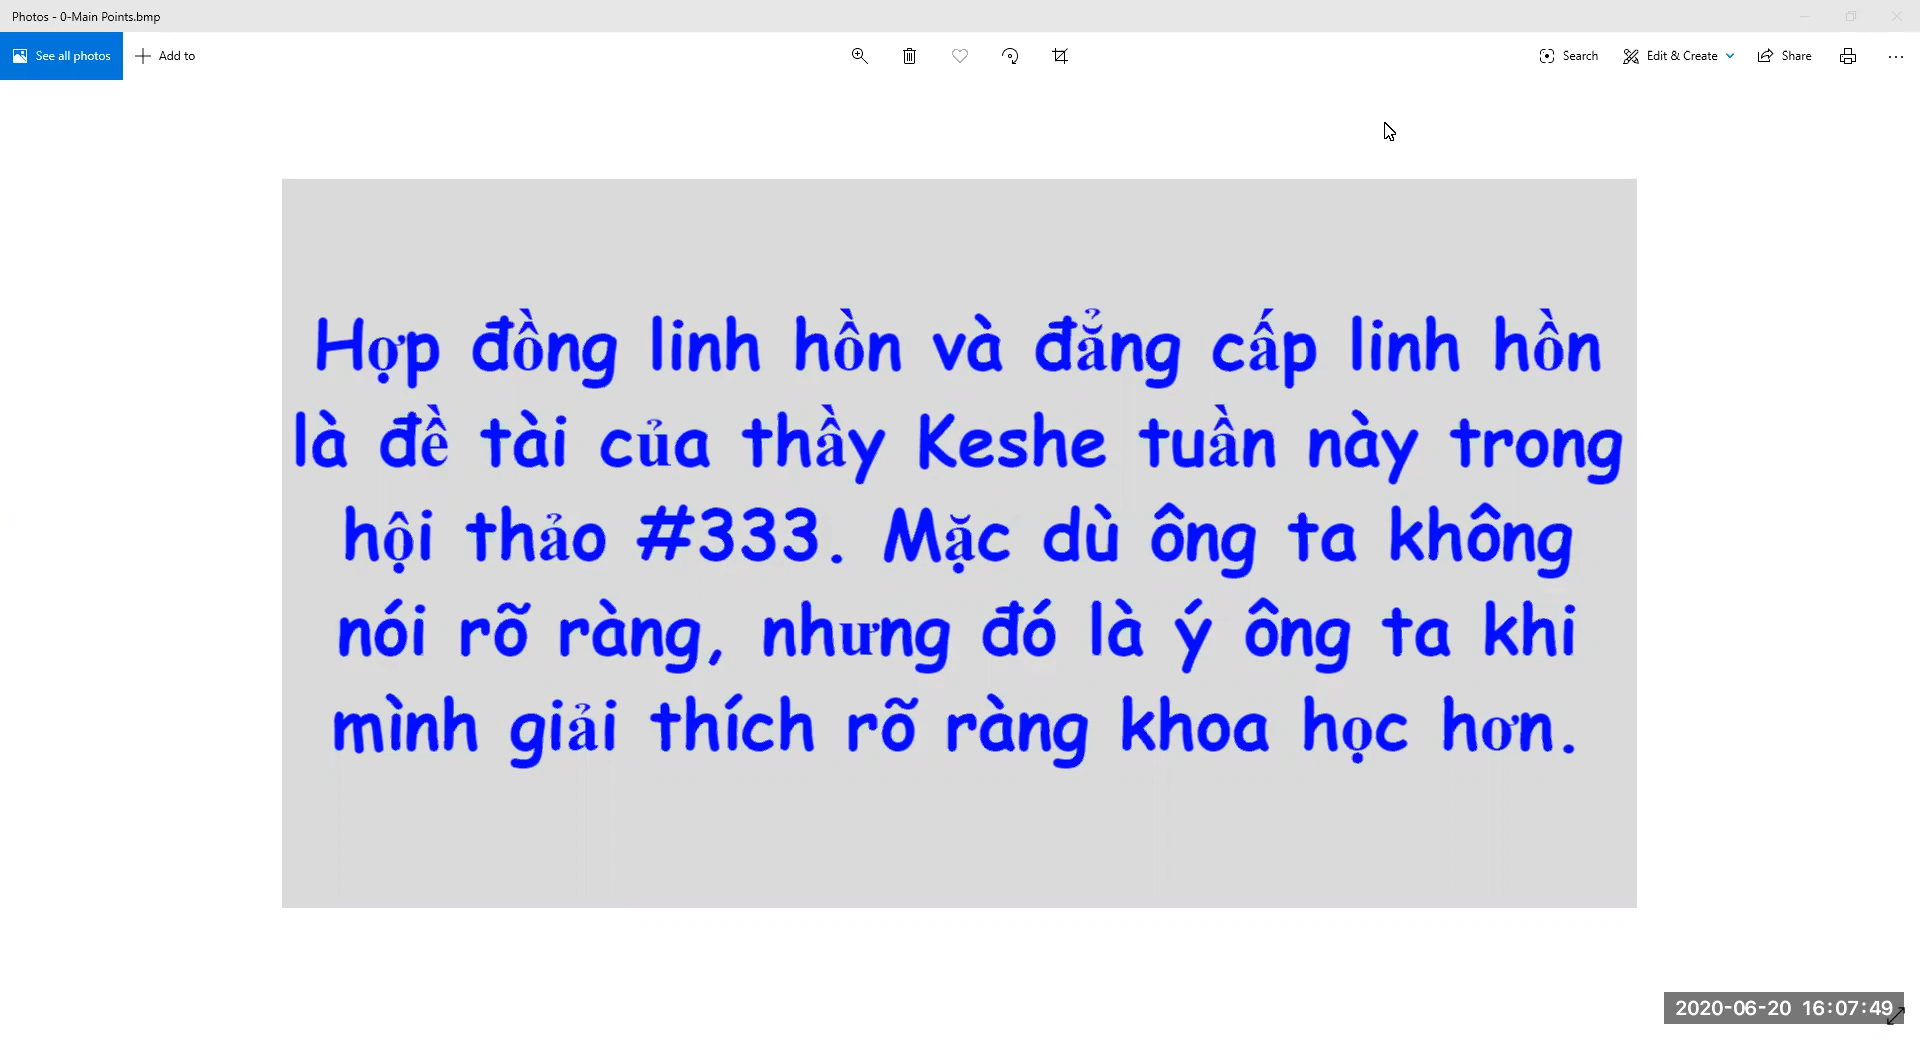 Photos - 0-Main Points.bmp
See all photos
Add to
Search
Edit & Create
Share
Hợp đồng linh hồn và đẳng cấp linh hồn
là đề tài của thầy Keshe tuần này trong
hội thảo #333. Mặc dù ông ta không
nói rõ ràng, nhưng đó là ý ông ta khi
mình giải thích rõ ràng khoa học hơn.
2020-06-20 16:07:49